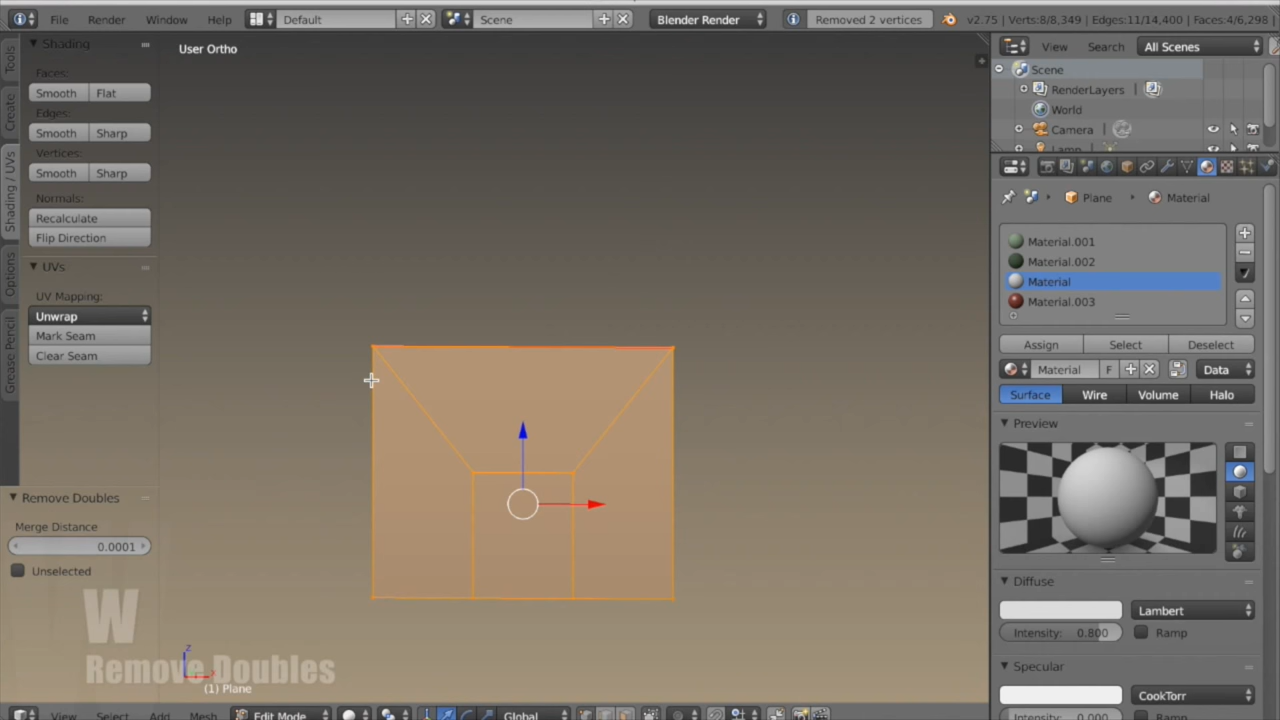 File Render Window Help Default Scene Blender Render Removed 2 vertices v2.75 | Verts:8/8,349 | Edges:11/14,400 | Faces:4/6,298 |
Shading
User Ortho
View Search All Scenes
Tools
Create
Shading / UVs
Options
Grease Pencil
Faces:
Smooth Flat
Edges:
Smooth Sharp
Vertices:
Smooth Sharp
Normals:
Recalculate
Flip Direction
UVs
UV Mapping:
Unwrap
Mark Seam
Clear Seam
Remove Doubles
Merge Distance
0.0001
Unselected
W
Remove Doubles
z
(1) Plane
View Select Add Mesh Edit Mode Global
Scene
RenderLayers
World
Camera
Lamp
Plane Material
Material.001
Material.002
Material
Material.003
Assign Select Deselect
Material F Data
Surface Wire Volume Halo
Preview
Diffuse
Lambert
Intensity: 0.800 Ramp
Specular
CookTorr
Intensity: 0.000 Ramp